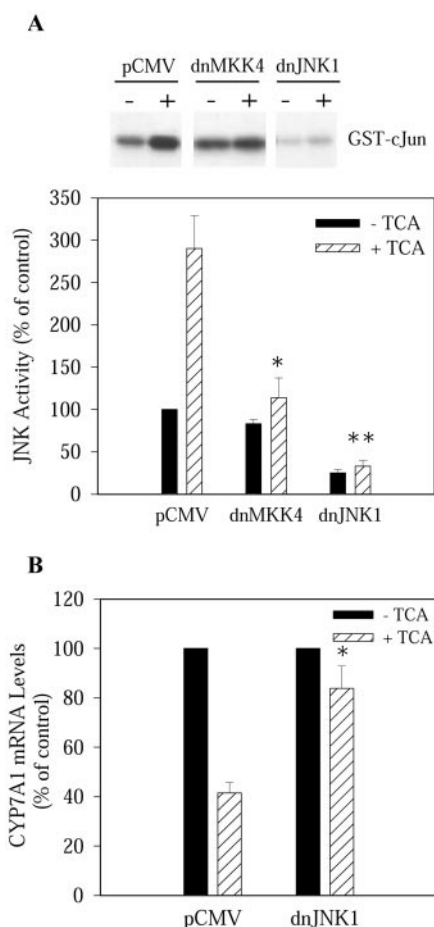 A
pCMV dnMKK4 dnJNK1
- + - + - +
GST-cJun
350
300
250
200
150
100
50
0
JNK Activity (% of control)
- TCA
+ TCA
*
**
pCMV dnMKK4 dnJNK1
B
120
100
80
60
40
20
0
CYP7A1 mRNA Levels
(% of control)
- TCA
+ TCA
*
pCMV dnJNK1